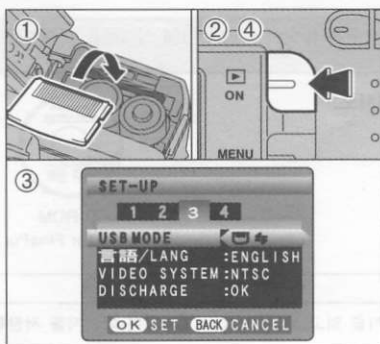 ①
② ④
ON
MENU
③
SET-UP
1 2 3 4
USB MODE
言語/LANG :ENGLISH
VIDEO SYSTEM:NTSC
DISCHARGE :OK
OK SET BACK CANCEL